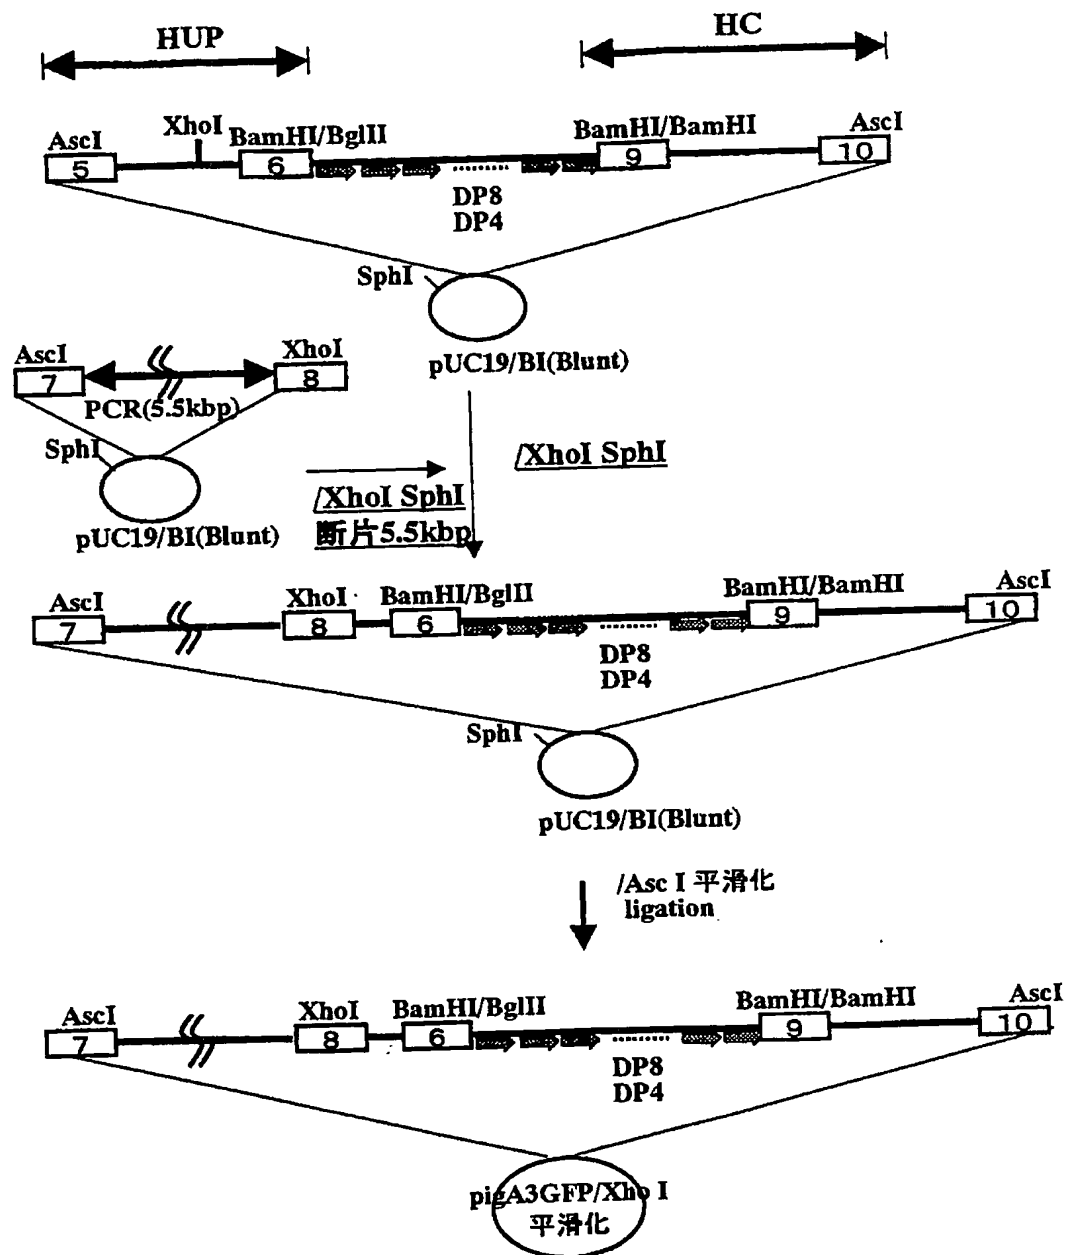 HUP
HC
AscI
XhoI
BamHI/BglII
BamHI/BamHI
AscI
5
6
9
10
DP8
DP4
SphI
pUC19/BI(Blunt)
AscI
XhoI
7
8
PCR(5.5kbp)
SphI
pUC19/BI(Blunt)
/XhoI SphI
断片5.5kbp
/XhoI SphI
AscI
XhoI
BamHI/BglII
BamHI/BamHI
AscI
7
8
6
9
10
DP8
DP4
SphI
pUC19/BI(Blunt)
/Asc I 平滑化
ligation
AscI
XhoI
BamHI/BglII
BamHI/BamHI
AscI
7
8
6
9
10
DP8
DP4
pigA3GFP/Xho I
平滑化